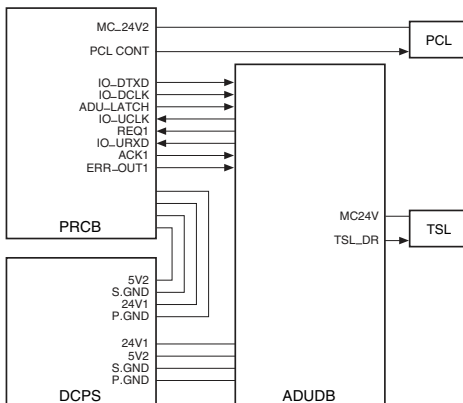 MC_24V2
PCL CONT
PCL
IO_DTXD
IO_DCLK
ADU_LATCH
IO_UCLK
REQ1
IO_URXD
ACK1
ERR_OUT1
PRCB
MC24V
TSL_DR
TSL
5V2
S.GND
24V1
P.GND
24V1
5V2
S.GND
P.GND
DCPS
ADUDB